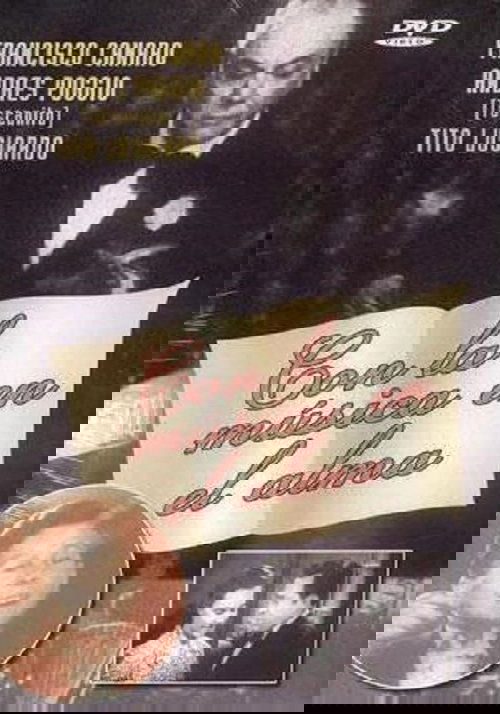 FRANCISCO CANARO
ANDRES POGGIO
(TOSCANITO)
TITO LUSIARDO
DVD
VIDEO
Con la
música en
el alma